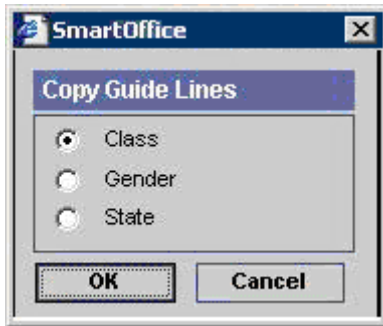 SmartOffice
Copy Guide Lines
Class
Gender
State
OK Cancel